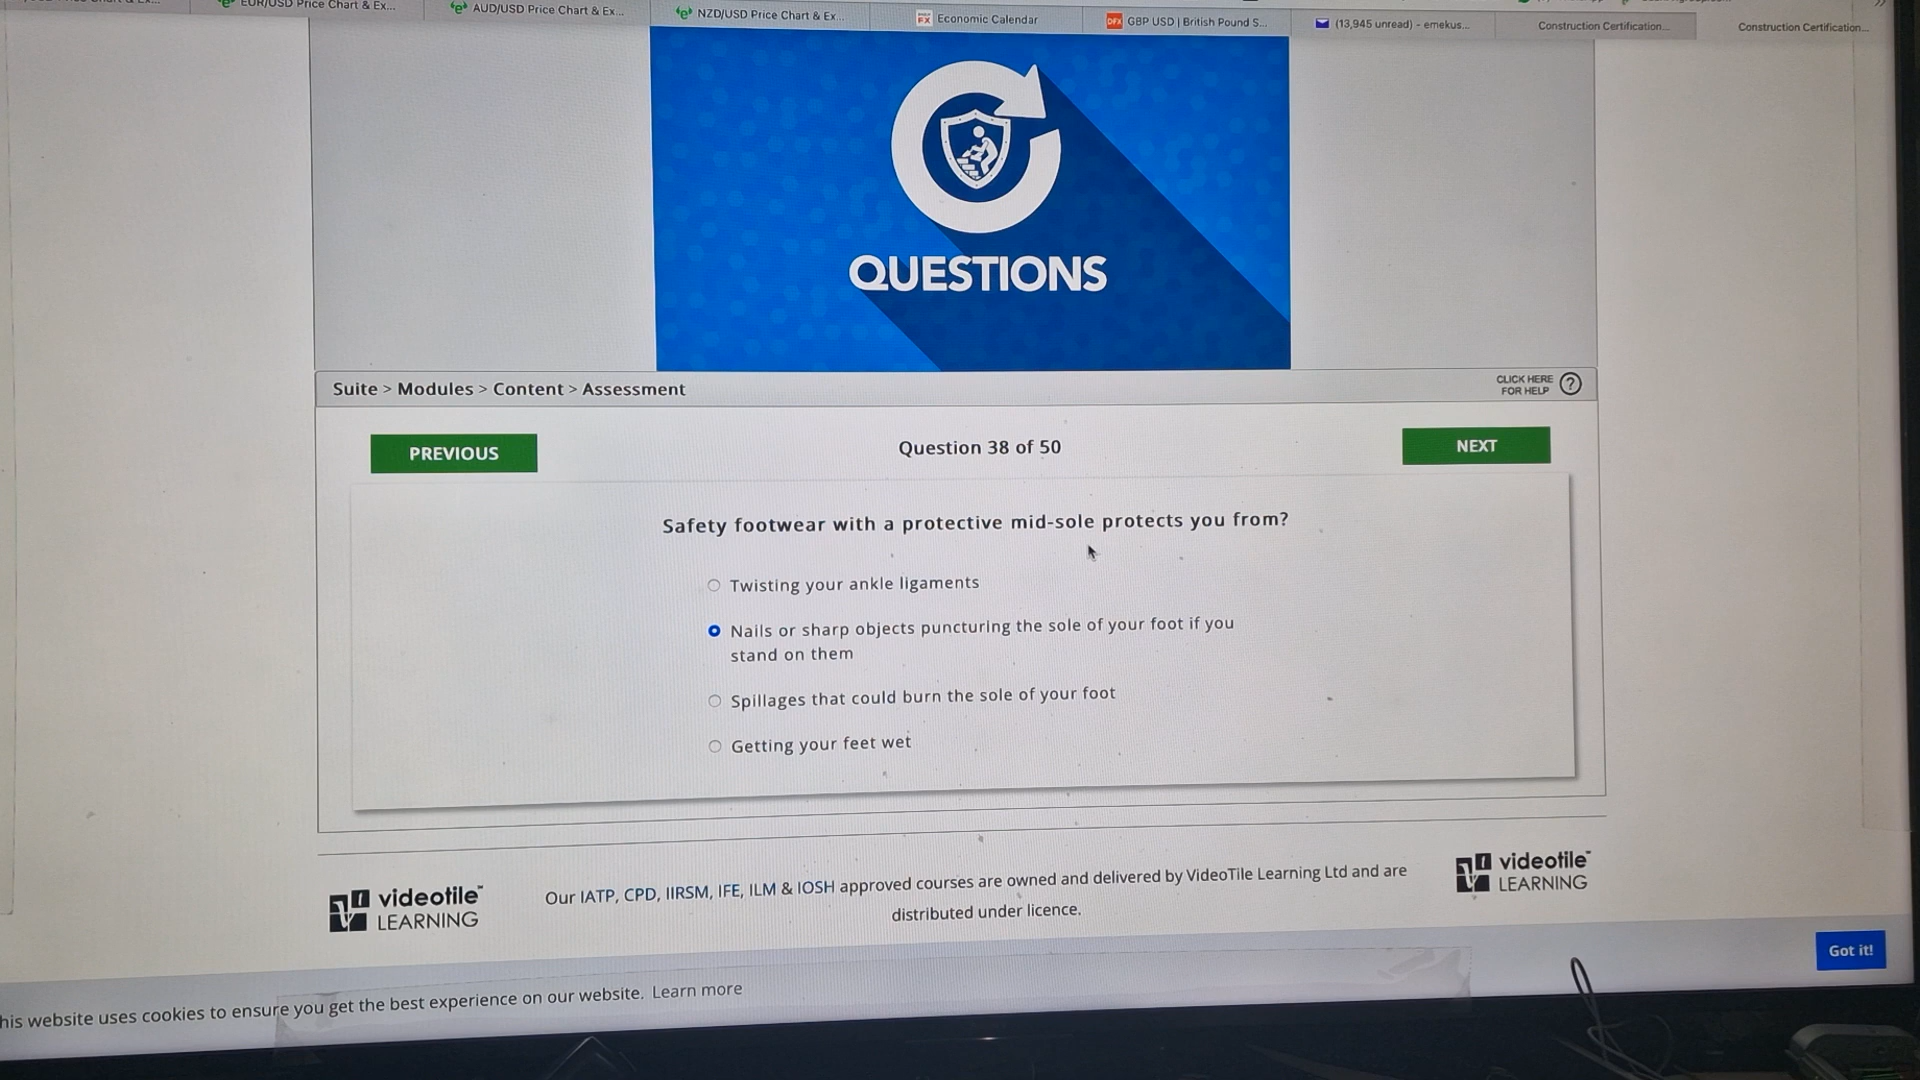 EUR/USD Price Chart & Ex...
AUD/USD Price Chart & Ex...
NZD/USD Price Chart & Ex...
Economic Calendar
GBP USD | British Pound S...
(13,945 unread) - emekus...
Construction Certification...
Construction Certification...
QUESTIONS
Suite > Modules > Content > Assessment
CLICK HERE
FOR HELP ?
PREVIOUS
Question 38 of 50
NEXT
Safety footwear with a protective mid-sole protects you from?
Twisting your ankle ligaments
Nails or sharp objects puncturing the sole of your foot if you
stand on them
Spillages that could burn the sole of your foot
Getting your feet wet
videotile™
LEARNING
Our IATP, CPD, IIRSM, IFE, ILM & IOSH approved courses are owned and delivered by VideoTile Learning Ltd and are
distributed under licence.
videotile™
LEARNING
Got it!
his website uses cookies to ensure you get the best experience on our website. Learn more